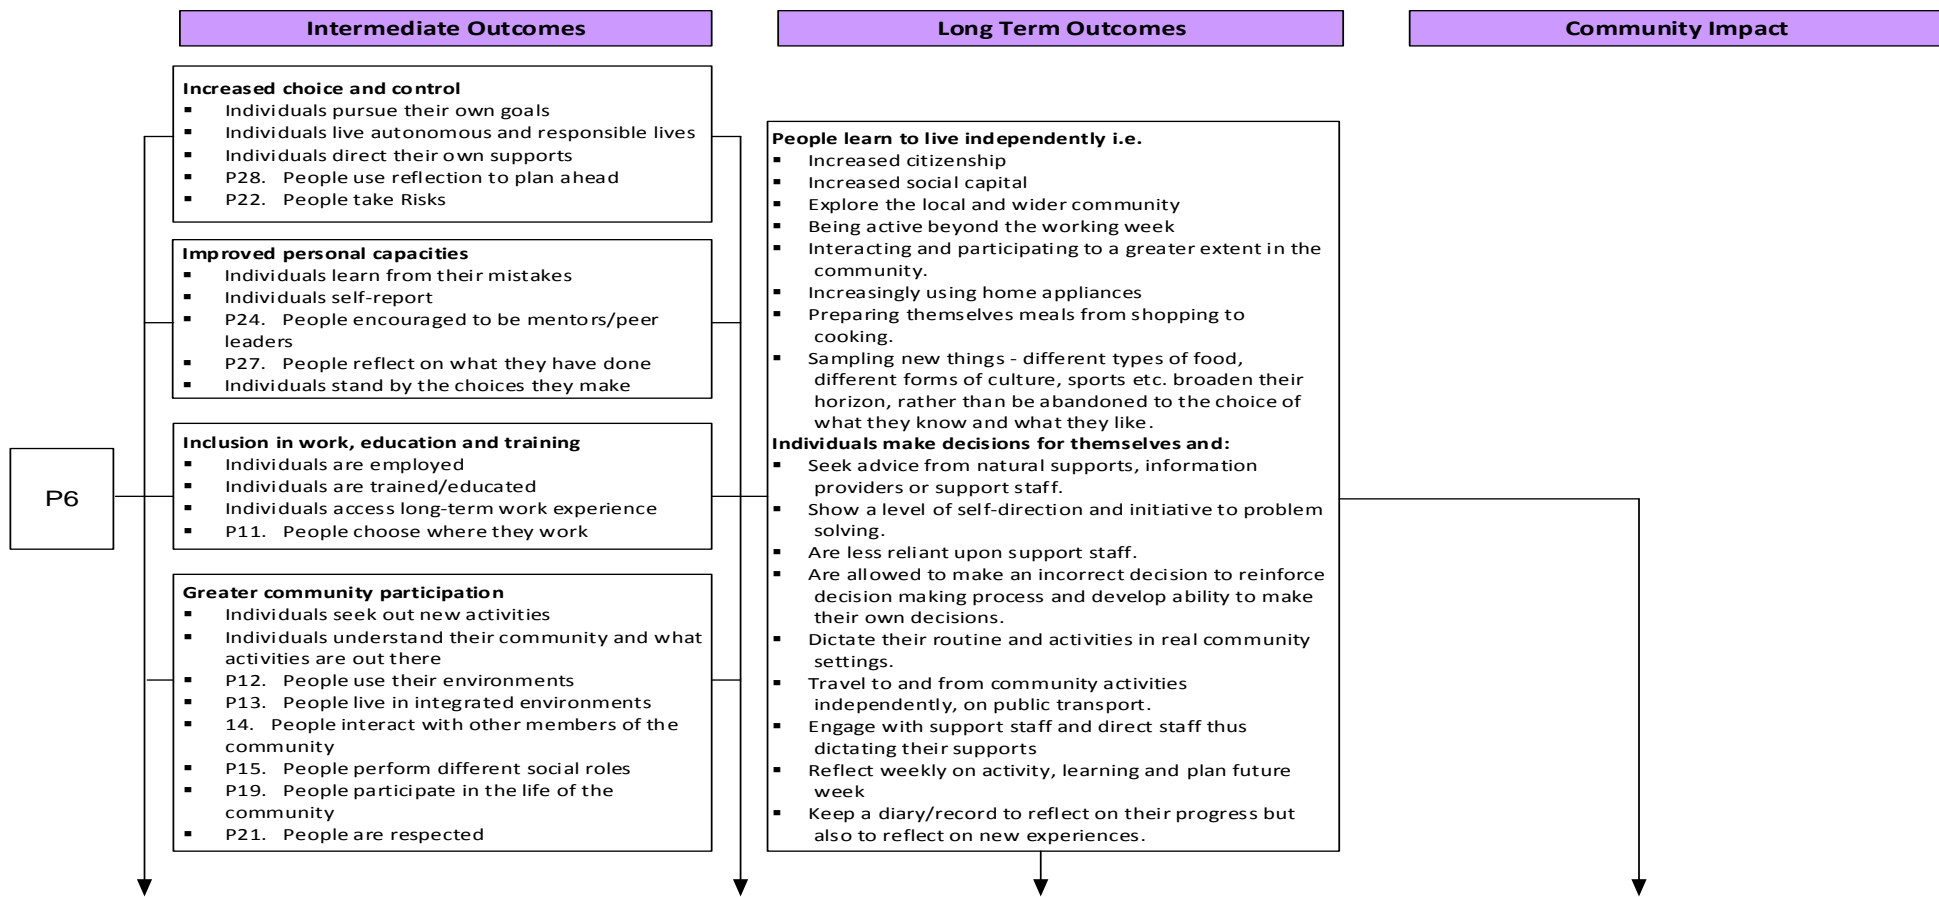 Intermediate Outcomes
Long Term Outcomes
Community Impact
P6
Increased choice and control
▪ Individuals pursue their own goals
▪ Individuals live autonomous and responsible lives
▪ Individuals direct their own supports
▪ P28. People use reflection to plan ahead
▪ P22. People take Risks
Improved personal capacities
▪ Individuals learn from their mistakes
▪ Individuals self-report
▪ P24. People encouraged to be mentors/peer
leaders
▪ P27. People reflect on what they have done
▪ Individuals stand by the choices they make
Inclusion in work, education and training
▪ Individuals are employed
▪ Individuals are trained/educated
▪ Individuals access long-term work experience
▪ P11. People choose where they work
Greater community participation
▪ Individuals seek out new activities
▪ Individuals understand their community and what
activities are out there
▪ P12. People use their environments
▪ P13. People live in integrated environments
▪ 14. People interact with other members of the
community
▪ P15. People perform different social roles
▪ P19. People participate in the life of the
community
▪ P21. People are respected
People learn to live independently i.e.
▪ Increased citizenship
▪ Increased social capital
▪ Explore the local and wider community
▪ Being active beyond the working week
▪ Interacting and participating to a greater extent in the
community.
▪ Increasingly using home appliances
▪ Preparing themselves meals from shopping to
cooking.
▪ Sampling new things - different types of food,
different forms of culture, sports etc. broaden their
horizon, rather than be abandoned to the choice of
what they know and what they like.
Individuals make decisions for themselves and:
▪ Seek advice from natural supports, information
providers or support staff.
▪ Show a level of self-direction and initiative to problem
solving.
▪ Are less reliant upon support staff.
▪ Are allowed to make an incorrect decision to reinforce
decision making process and develop ability to make
their own decisions.
▪ Dictate their routine and activities in real community
settings.
▪ Travel to and from community activities
independently, on public transport.
▪ Engage with support staff and direct staff thus
dictating their supports
▪ Reflect weekly on activity, learning and plan future
week
▪ Keep a diary/record to reflect on their progress but
also to reflect on new experiences.